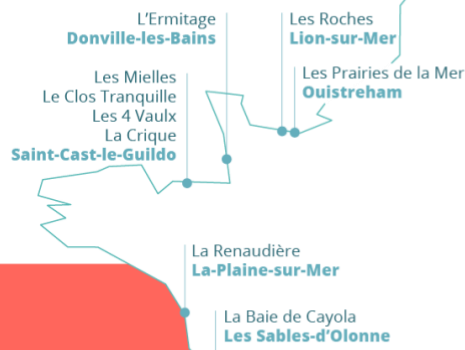 L'Ermitage
Donville-les-Bains
Les Roches
Lion-sur-Mer
Les Mielles
Le Clos Tranquille
Les 4 Vaulx
La Crique
Saint-Cast-le-Guildo
Les Prairies de la Mer
Ouistreham
La Renaudière
La-Plaine-sur-Mer
La Baie de Cayola
Les Sables-d'Olonne